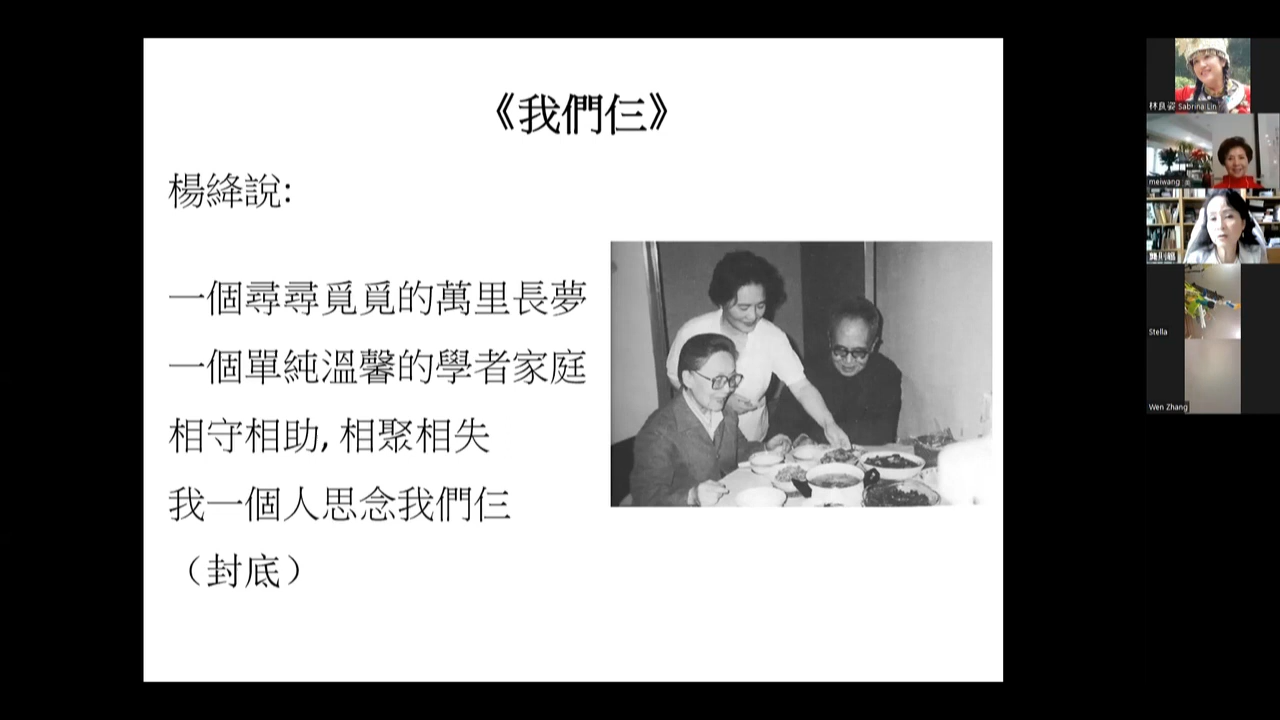 《我們仨》
楊絳說:
一個尋尋覓覓的萬里長夢
一個單純溫馨的學者家庭
相守相助, 相聚相失
我一個人思念我們仨
（封底）
林良姿 Sabrina Lin
meiwang
Stella
Wen Zhang